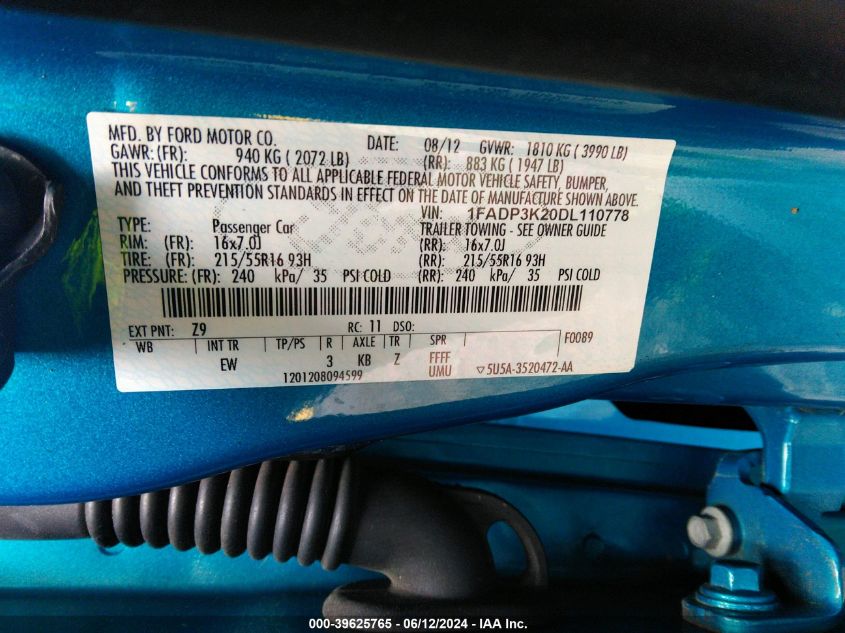 MFD. BY FORD MOTOR CO. DATE: 08/12 GVWR: 1810 KG ( 3990 LB)
GAWR:(FR): 940 KG ( 2072 LB) (RR): 883 KG ( 1947 LB)
THIS VEHICLE CONFORMS TO ALL APPLICABLE FEDERAL MOTOR VEHICLE SAFETY, BUMPER,
AND THEFT PREVENTION STANDARDS IN EFFECT ON THE DATE OF MANUFACTURE SHOWN ABOVE.
VIN: 1FADP3K20DL110778
TYPE: Passenger Car TRAILER TOWING - SEE OWNER GUIDE
RIM: (FR): 16x7.0J (RR): 16x7.0J
TIRE: (FR): 215/55R16 93H (RR): 215/55R16 93H
PRESSURE: (FR): 240 kPa/ 35 PSI COLD (RR): 240 kPa/ 35 PSI COLD
EXT PNT: Z9 RC: 11 DSO: F0089
WB INT TR TP/PS R AXLE TR SPR
EW 3 KB Z FFFF
UMU
1201208094599 ▽5U5A-3520472-AA
000-39625765 - 06/12/2024 - IAA Inc.